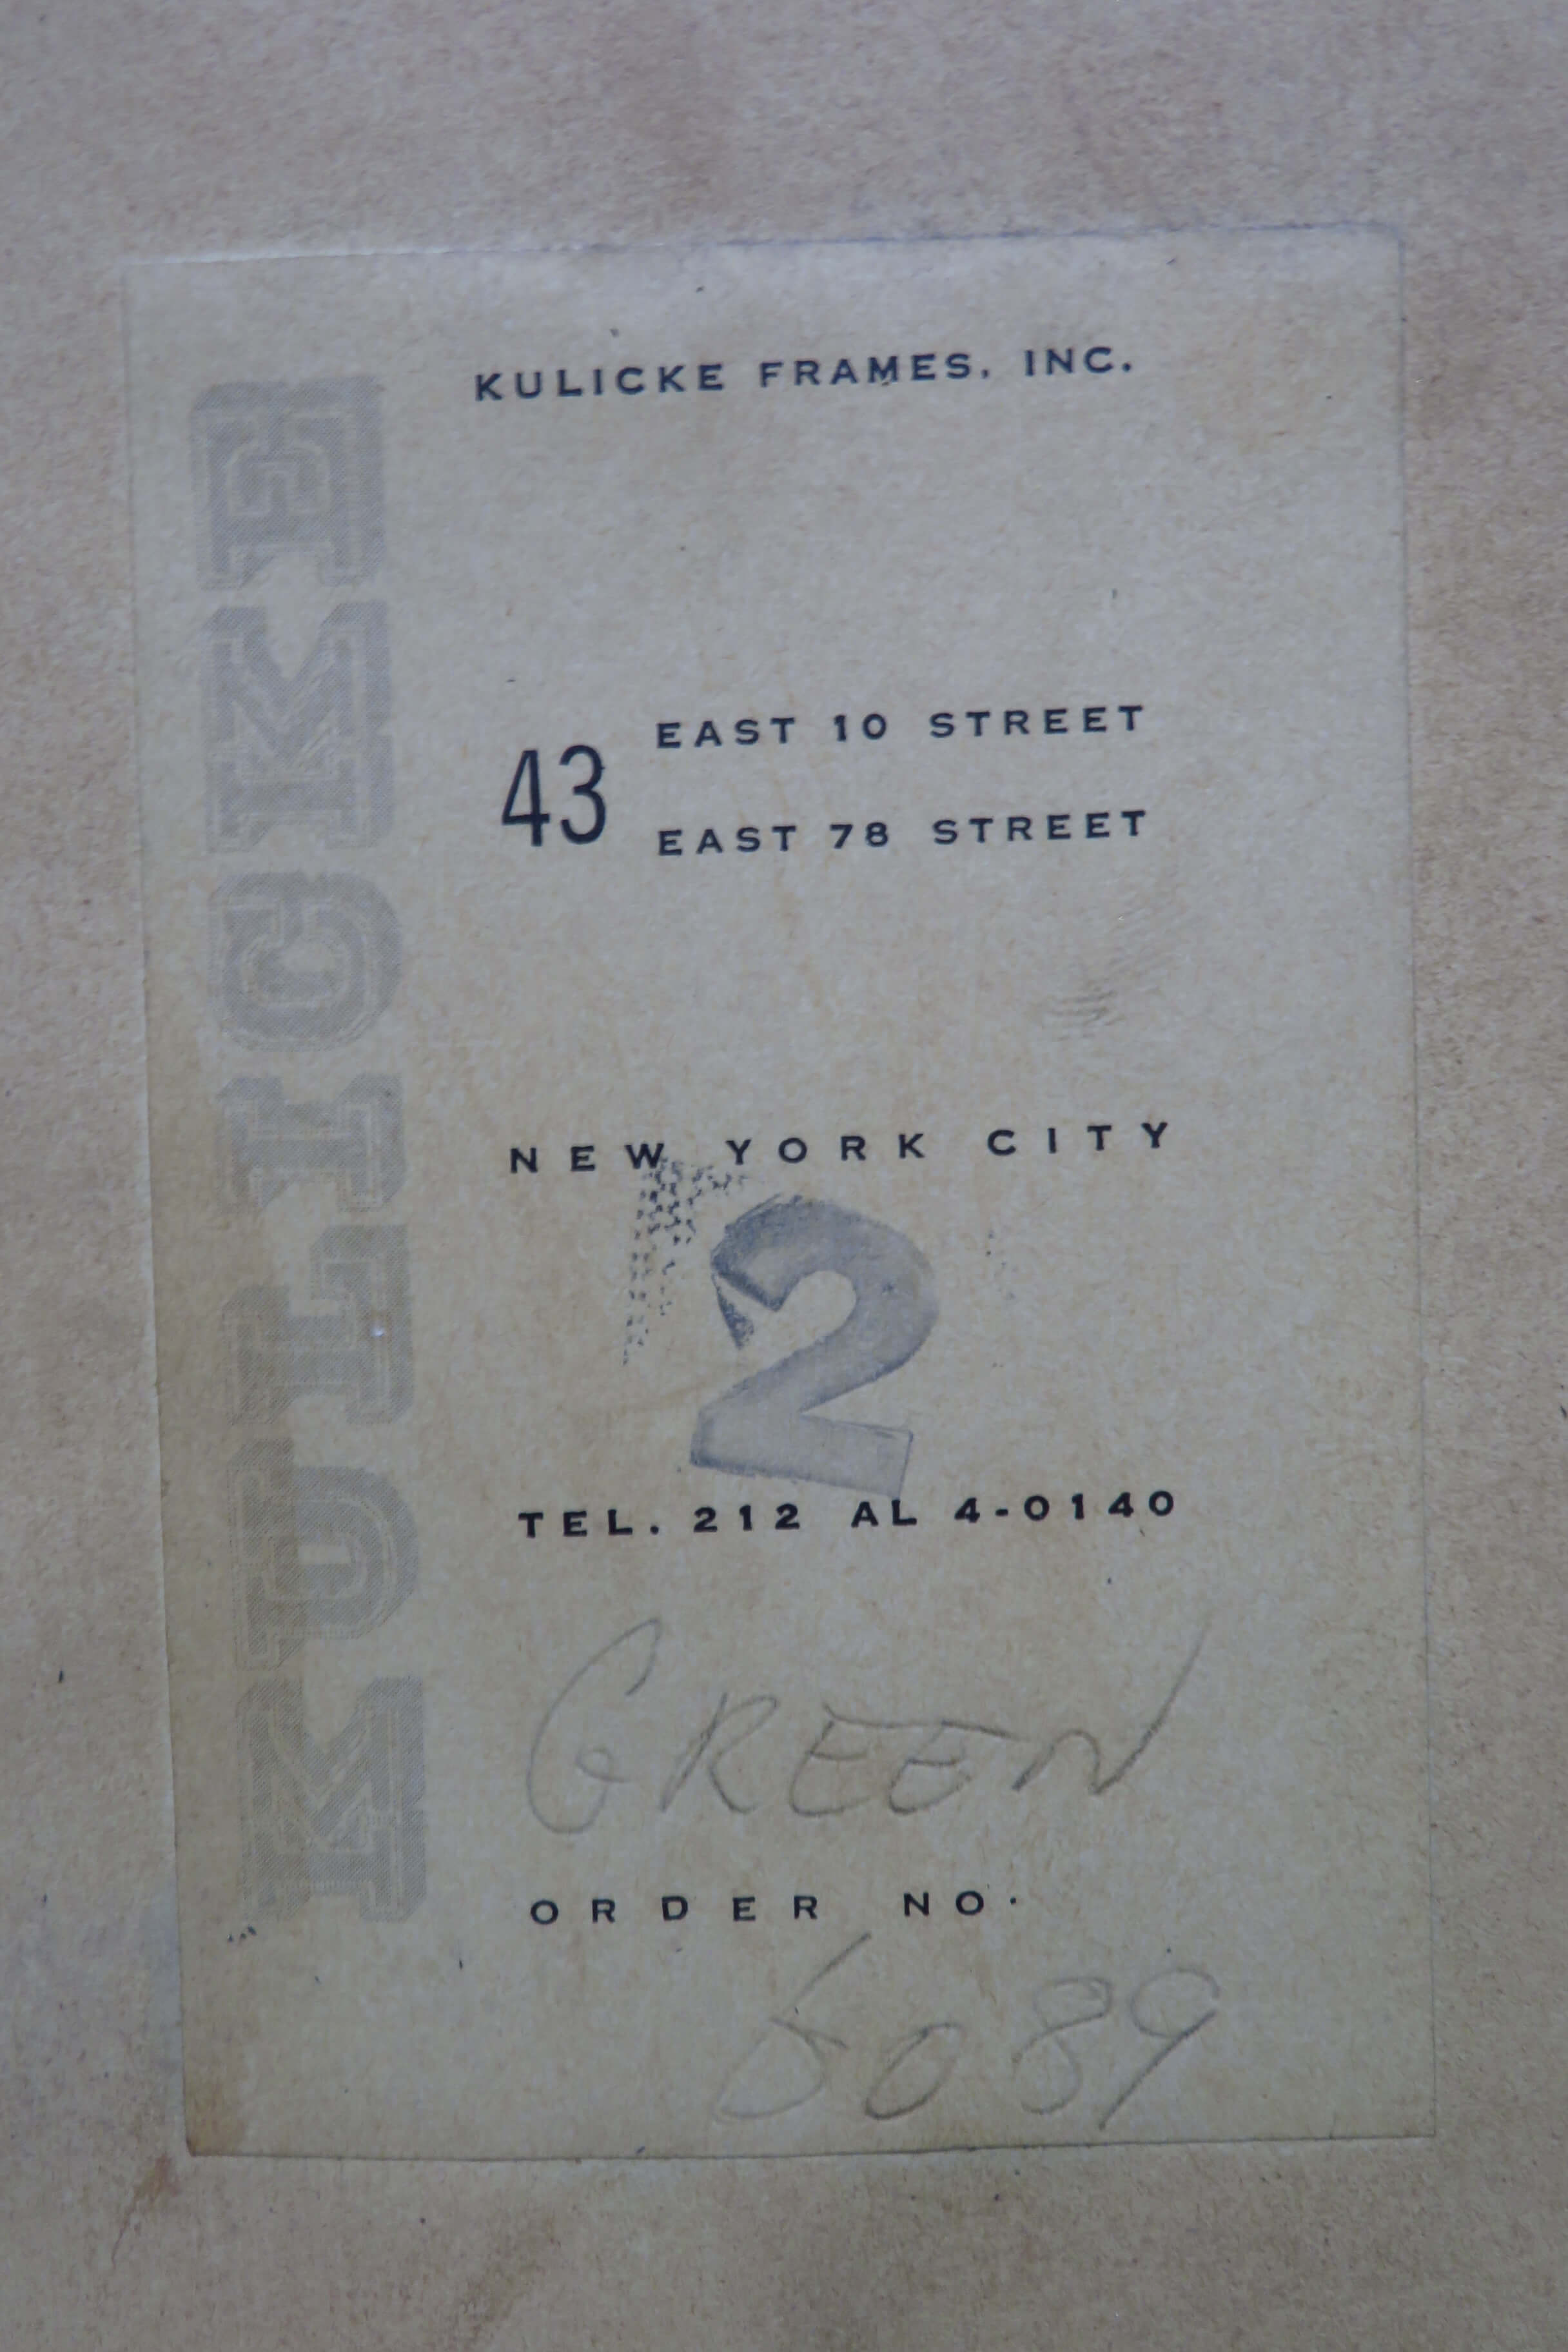 KULICKE
KULICKE FRAMES, INC.
43
EAST 10 STREET
EAST 78 STREET
NEW YORK CITY
2
TEL. 212 AL 4-0140
GREEN
ORDER NO.
6089